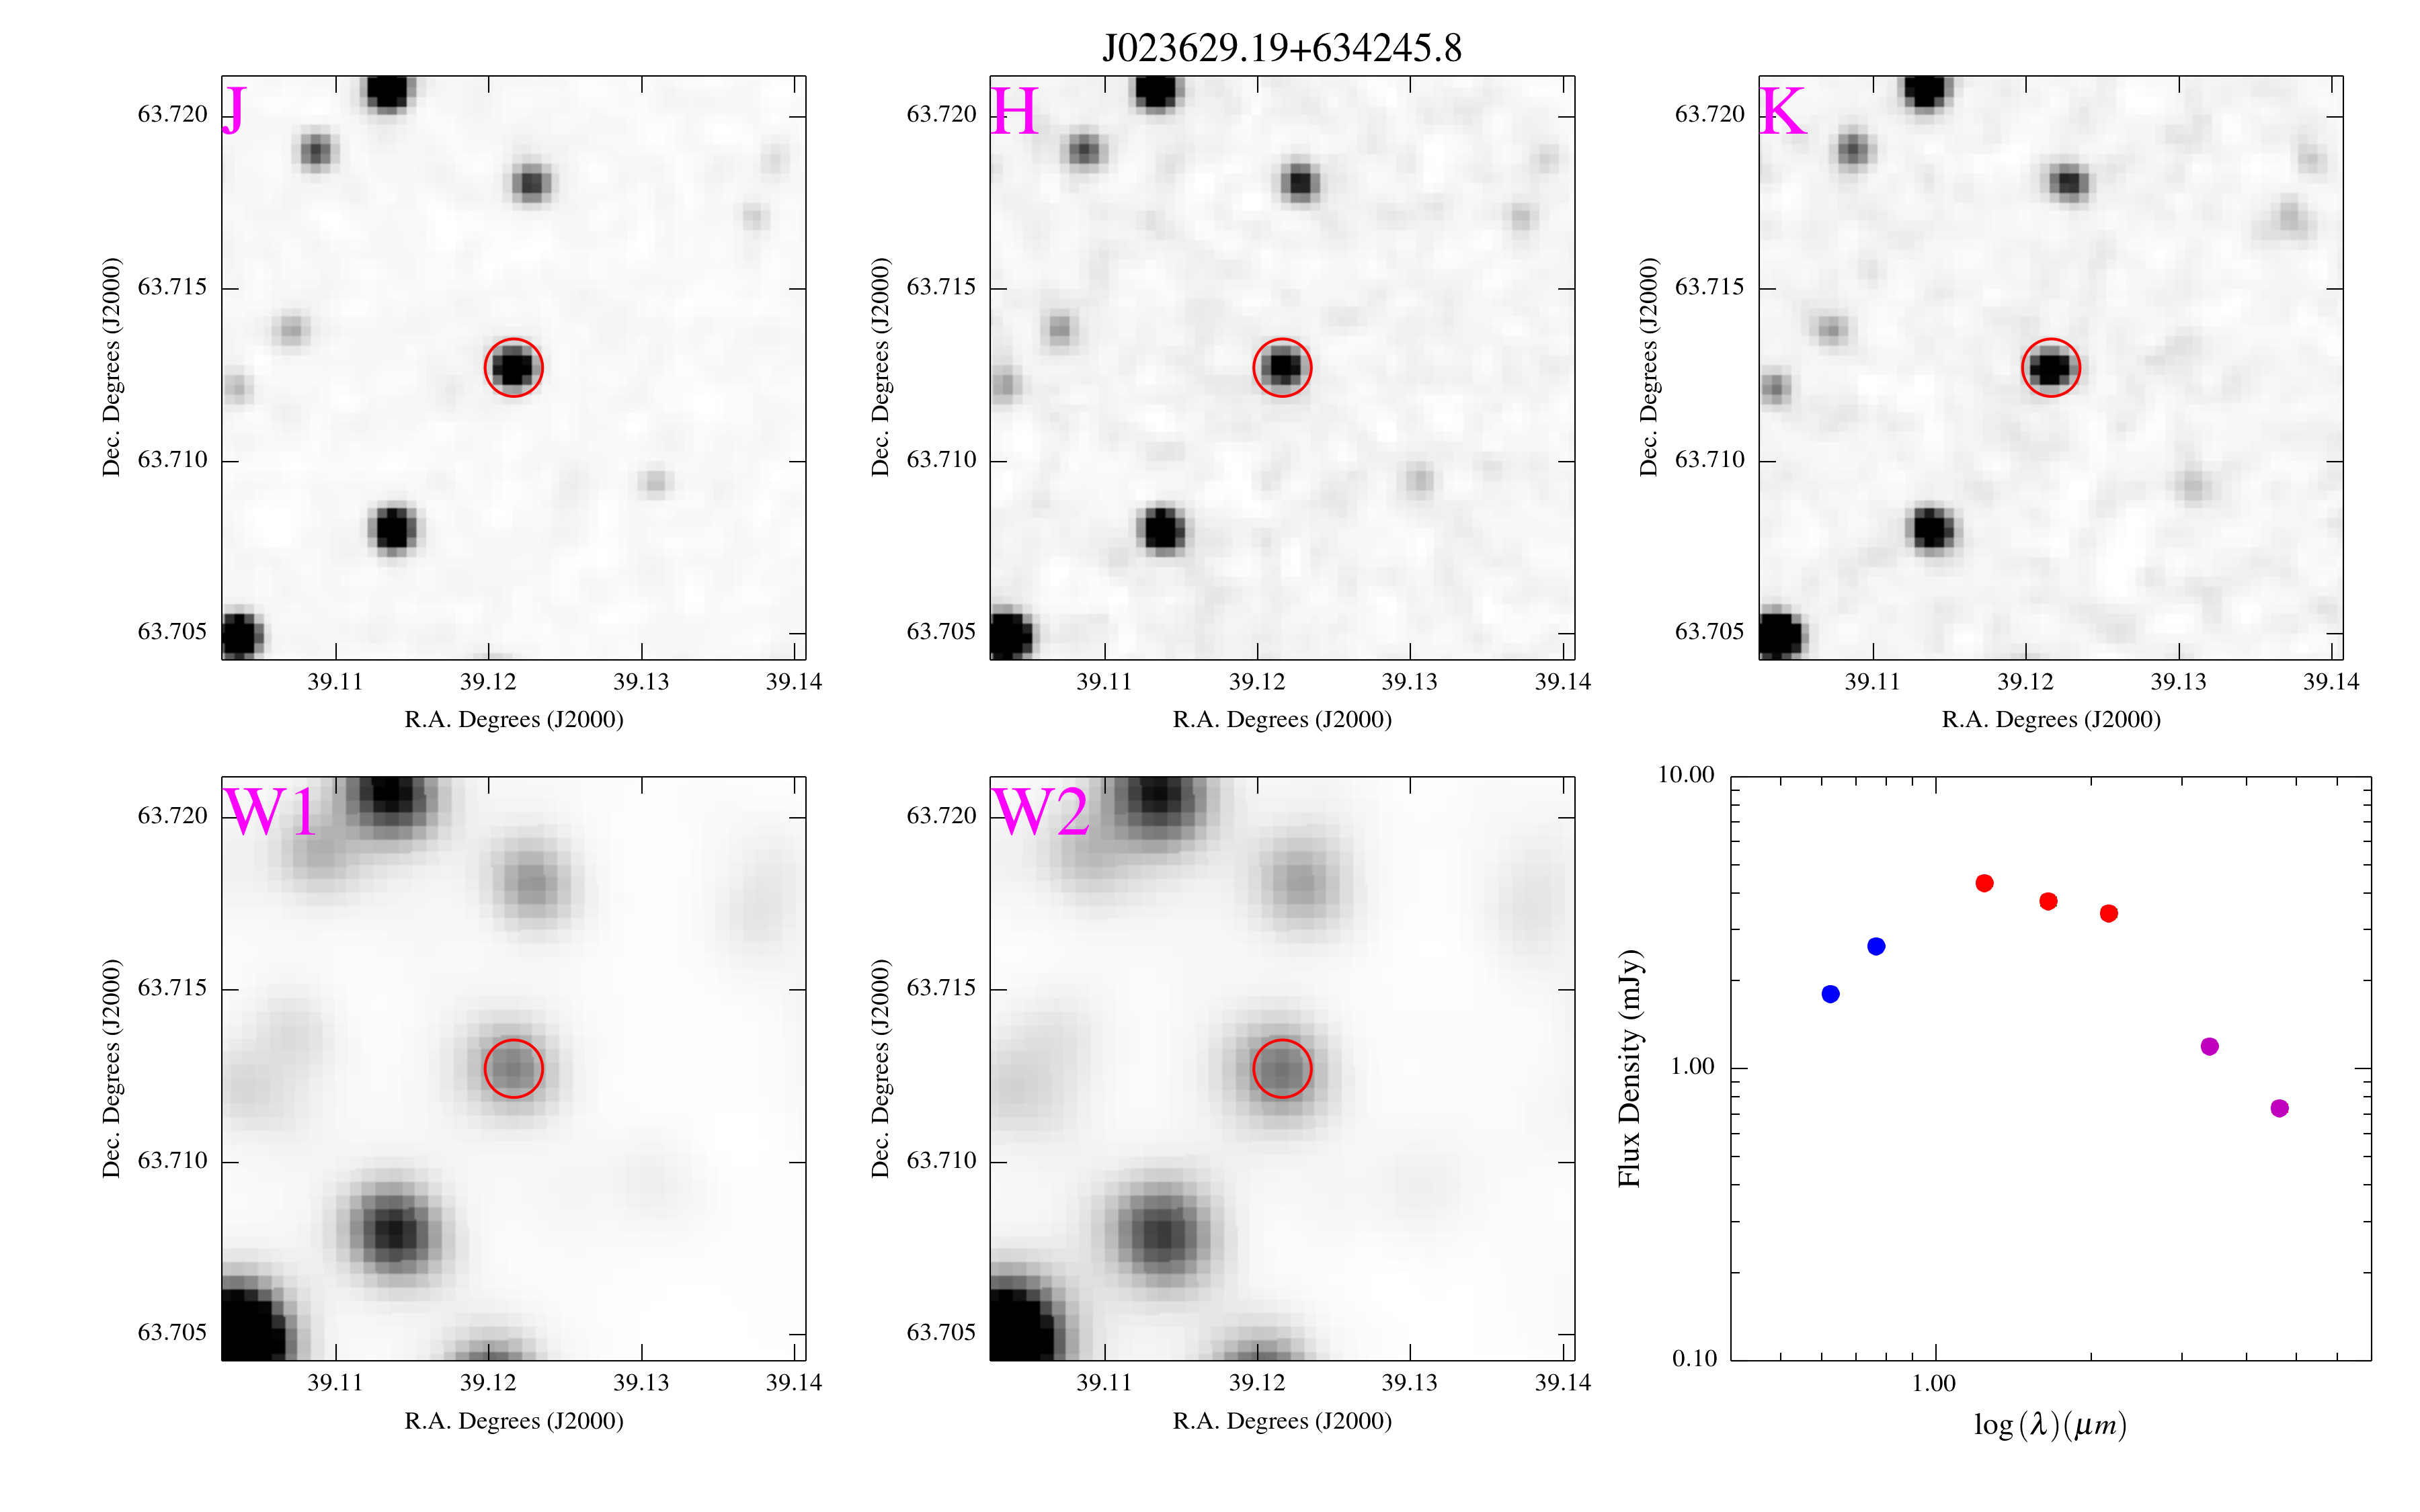 J023629.19+634245.8
J
H
K
63.720
63.715
63.710
63.705
Dec. Degrees (J2000)
39.11 39.12 39.13 39.14
R.A. Degrees (J2000)
63.720
63.715
63.710
63.705
Dec. Degrees (J2000)
39.11 39.12 39.13 39.14
R.A. Degrees (J2000)
63.720
63.715
63.710
63.705
Dec. Degrees (J2000)
39.11 39.12 39.13 39.14
R.A. Degrees (J2000)
W1
63.720
63.715
63.710
63.705
Dec. Degrees (J2000)
39.11 39.12 39.13 39.14
R.A. Degrees (J2000)
W2
63.720
63.715
63.710
63.705
Dec. Degrees (J2000)
39.11 39.12 39.13 39.14
R.A. Degrees (J2000)
10.00
1.00
0.10
Flux Density (mJy)
1.00
log(λ)(μm)